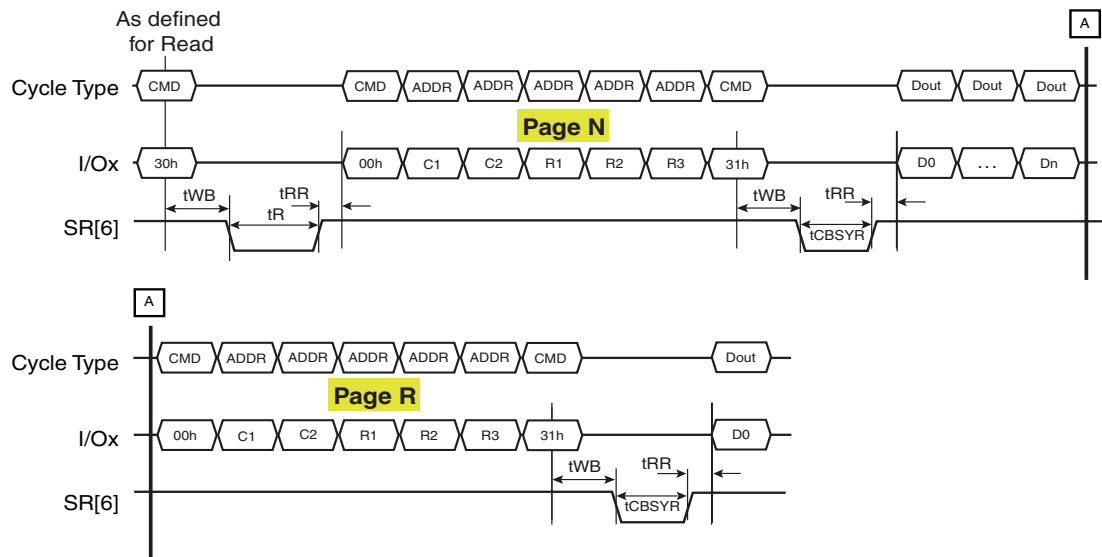 As defined
for Read
A
Cycle Type CMD CMD ADDR ADDR ADDR ADDR ADDR CMD Dout Dout Dout
Page N
I/Ox 30h 00h C1 C2 R1 R2 R3 31h D0 ... Dn
tWB tR tRR tWB tCBSYR tRR
SR[6]
A
Cycle Type CMD ADDR ADDR ADDR ADDR ADDR CMD Dout
Page R
I/Ox 00h C1 C2 R1 R2 R3 31h D0
tWB tCBSYR tRR
SR[6]